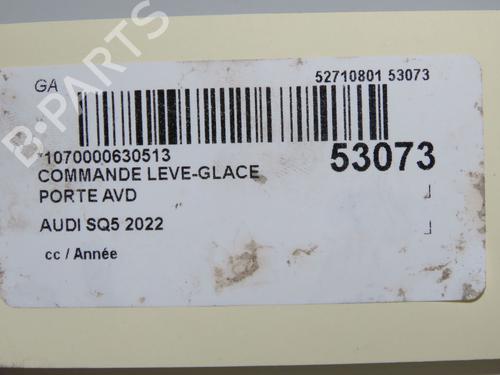 GA
52710801 53073
*1070000630513
53073
COMMANDE LEVE-GLACE
PORTE AVD
AUDI SQ5 2022
cc / Année
B-PARTS